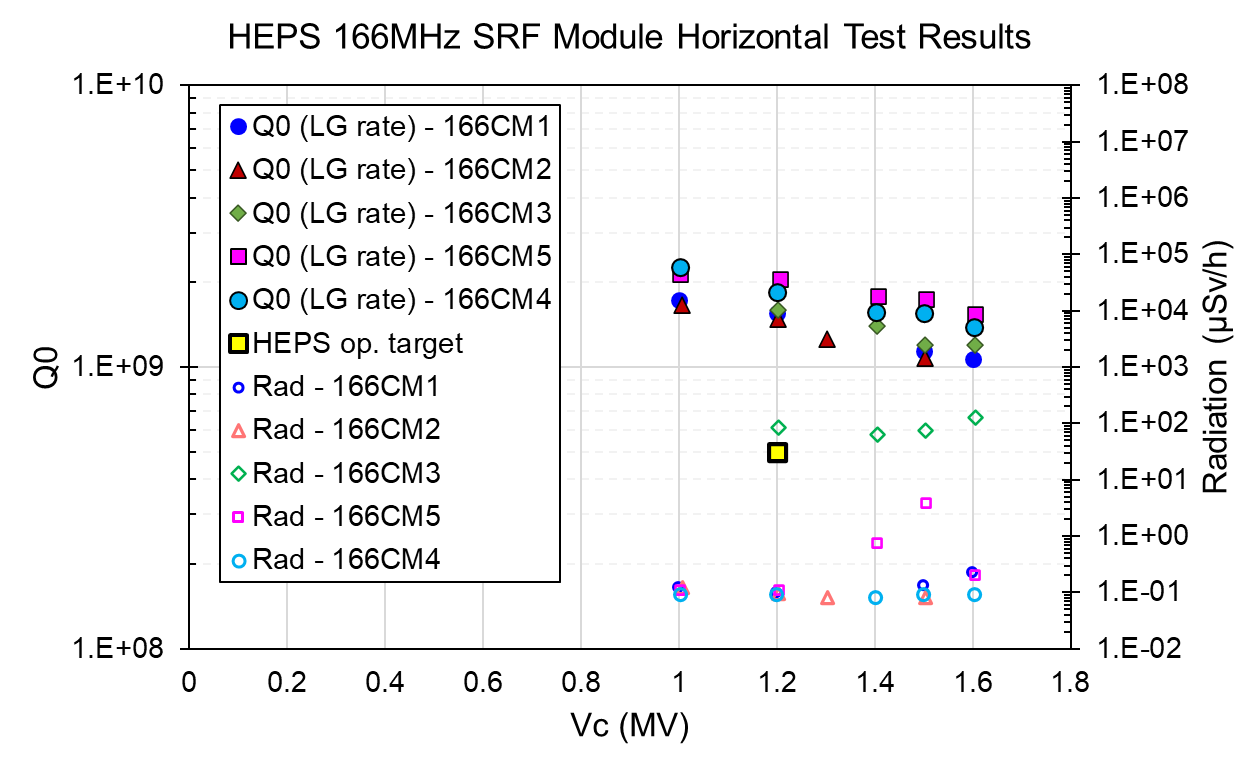 HEPS 166MHz SRF Module Horizontal Test Results
1.E+10
1.E+09
1.E+08
Q0
Q0 (LG rate) - 166CM1
Q0 (LG rate) - 166CM2
Q0 (LG rate) - 166CM3
Q0 (LG rate) - 166CM5
Q0 (LG rate) - 166CM4
HEPS op. target
Rad - 166CM1
Rad - 166CM2
Rad - 166CM3
Rad - 166CM5
Rad - 166CM4
1.E+08
1.E+07
1.E+06
1.E+05
1.E+04
1.E+03
1.E+02
1.E+01
1.E+00
1.E-01
1.E-02
Radiation (μSv/h)
0 0.2 0.4 0.6 0.8 1 1.2 1.4 1.6 1.8
Vc (MV)